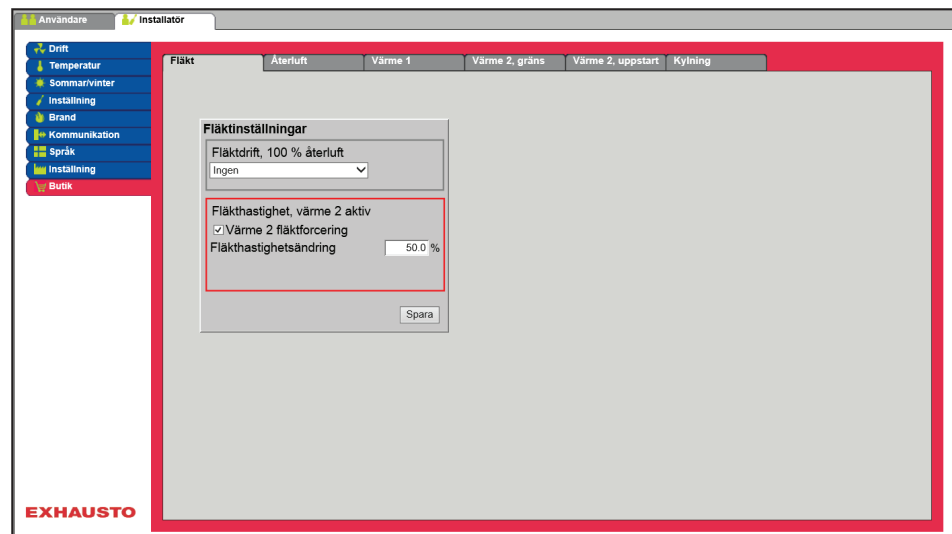 Användare
Installatör
Drift
Temperatur
Sommar/vinter
Inställning
Brand
Kommunikation
Språk
Inställning
Butik
Fläkt
Återluft
Värme 1
Värme 2, gräns
Värme 2, uppstart
Kylning
Fläktinställningar
Fläktdrift, 100 % återluft
Ingen
Fläkthastighet, värme 2 aktiv
Värme 2 fläktforcering
Fläkthastighetsändring 50.0 %
Spara
EXHAUSTO